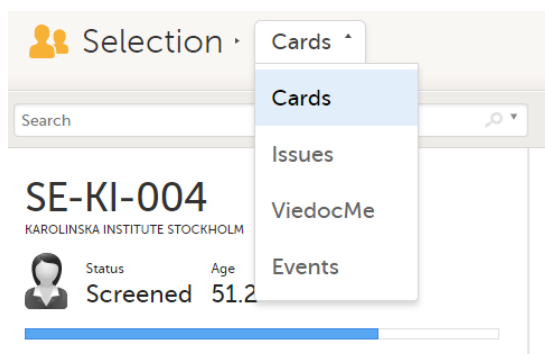 Selection · Cards
Cards
Search
Issues
SE-KI-004
KAROLINSKA INSTITUTE STOCKHOLM
ViedocMe
Status Age
Screened 51.2
Events